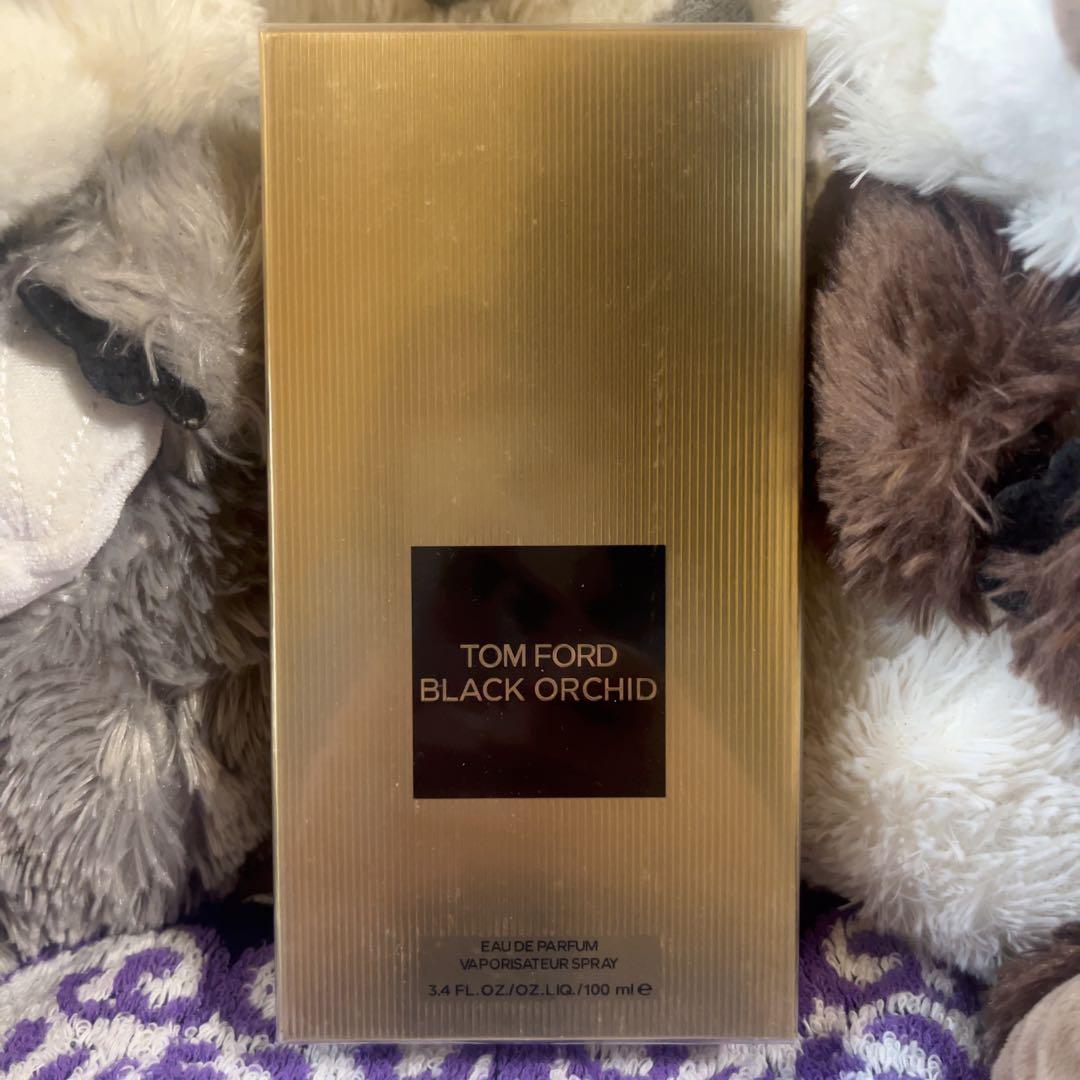 TOM FORD
BLACK ORCHID
EAU DE PARFUM
VAPORISATEUR SPRAY
3.4 FL.OZ./OZ.LIQ./100 ml ℮